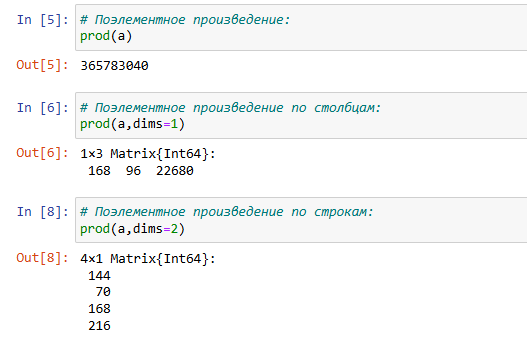 In [5]: # Поэлементное произведение:
prod(a)
Out[5]: 365783040
In [6]: # Поэлементное произведение по столбцам:
prod(a,dims=1)
Out[6]: 1×3 Matrix{Int64}:
168 96 22680
In [8]: # Поэлементное произведение по строкам:
prod(a,dims=2)
Out[8]: 4×1 Matrix{Int64}:
144
70
168
216